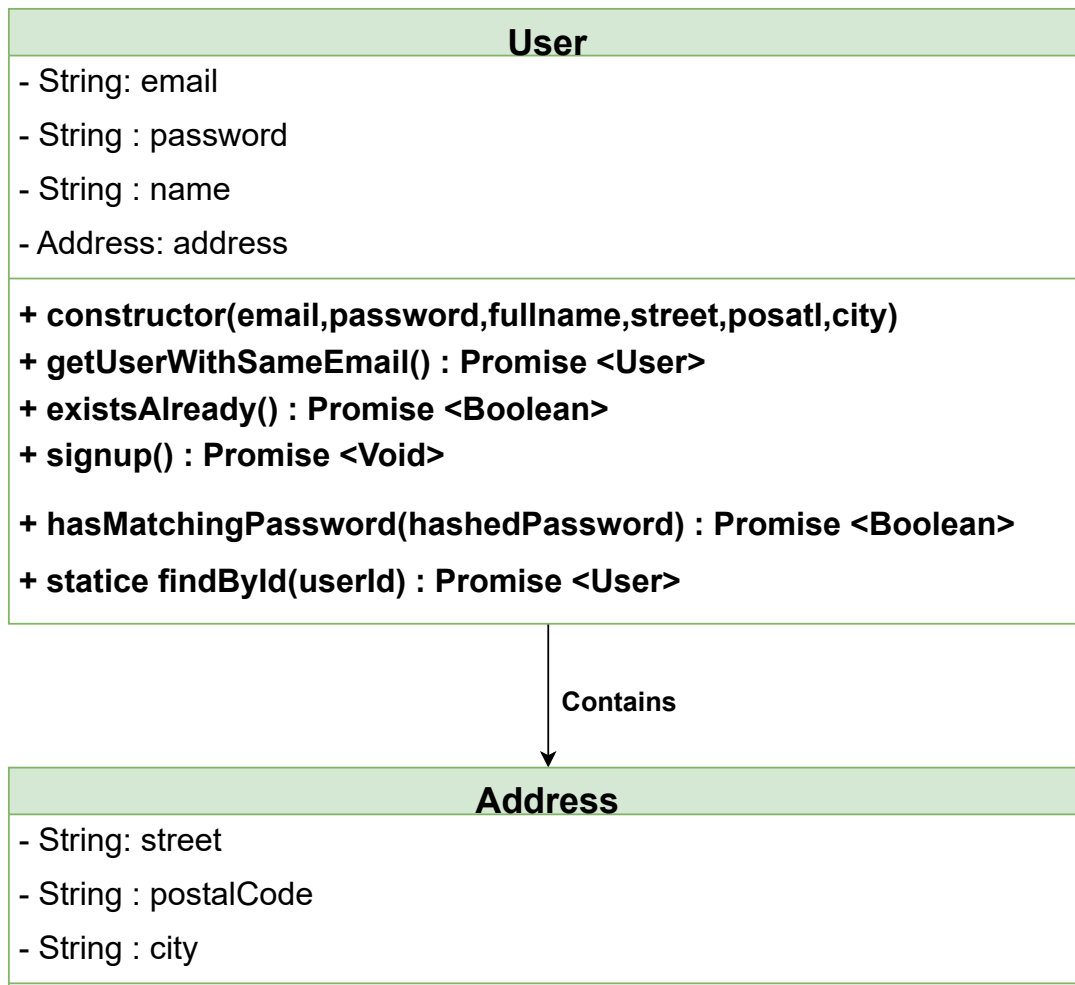 User
- String: email
- String : password
- String : name
- Address: address
+ constructor(email,password,fullname,street,posatl,city)
+ getUserWithSameEmail() : Promise <User>
+ existsAlready() : Promise <Boolean>
+ signup() : Promise <Void>
+ hasMatchingPassword(hashedPassword) : Promise <Boolean>
+ statice findById(userId) : Promise <User>
Contains
Address
- String: street
- String : postalCode
- String : city